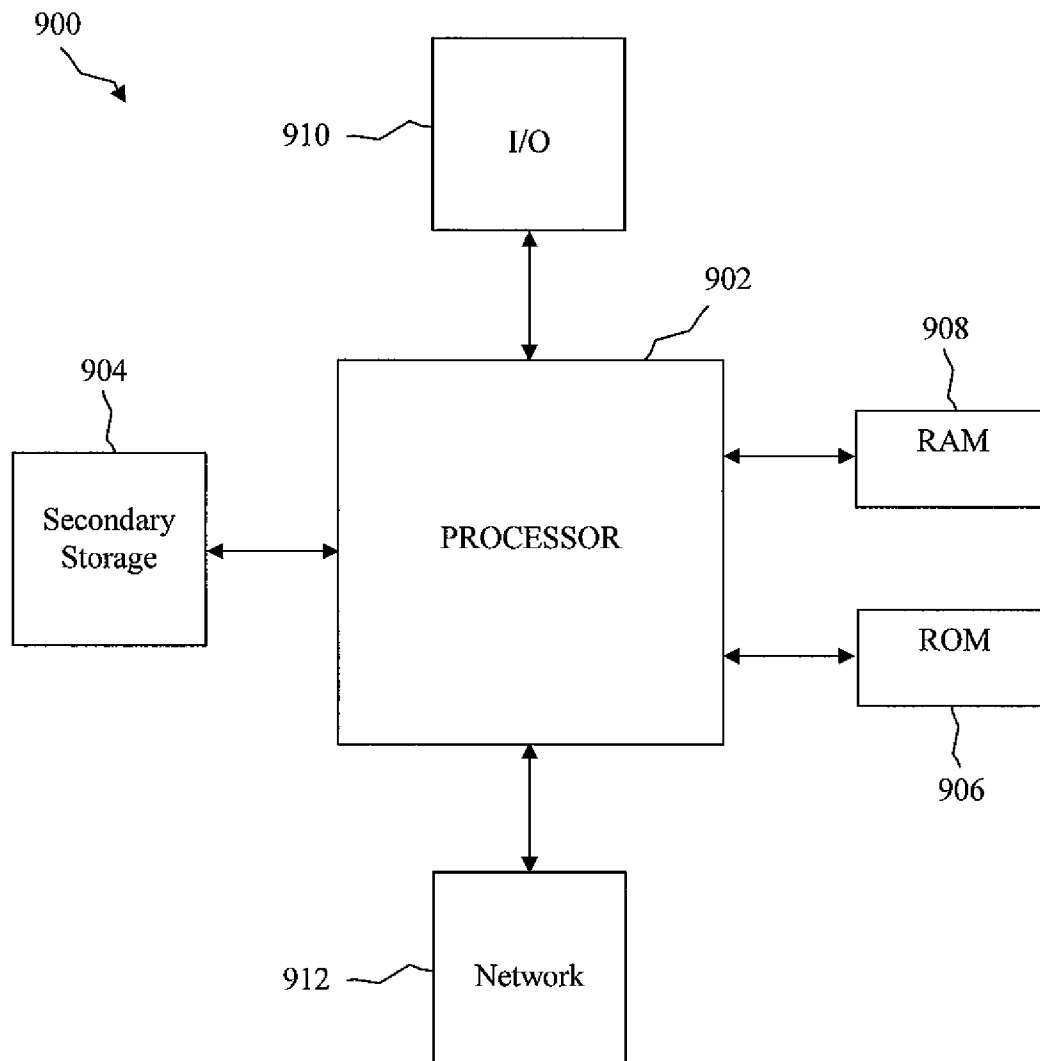 900
910
I/O
902
908
904
RAM
Secondary
Storage
PROCESSOR
ROM
906
912
Network